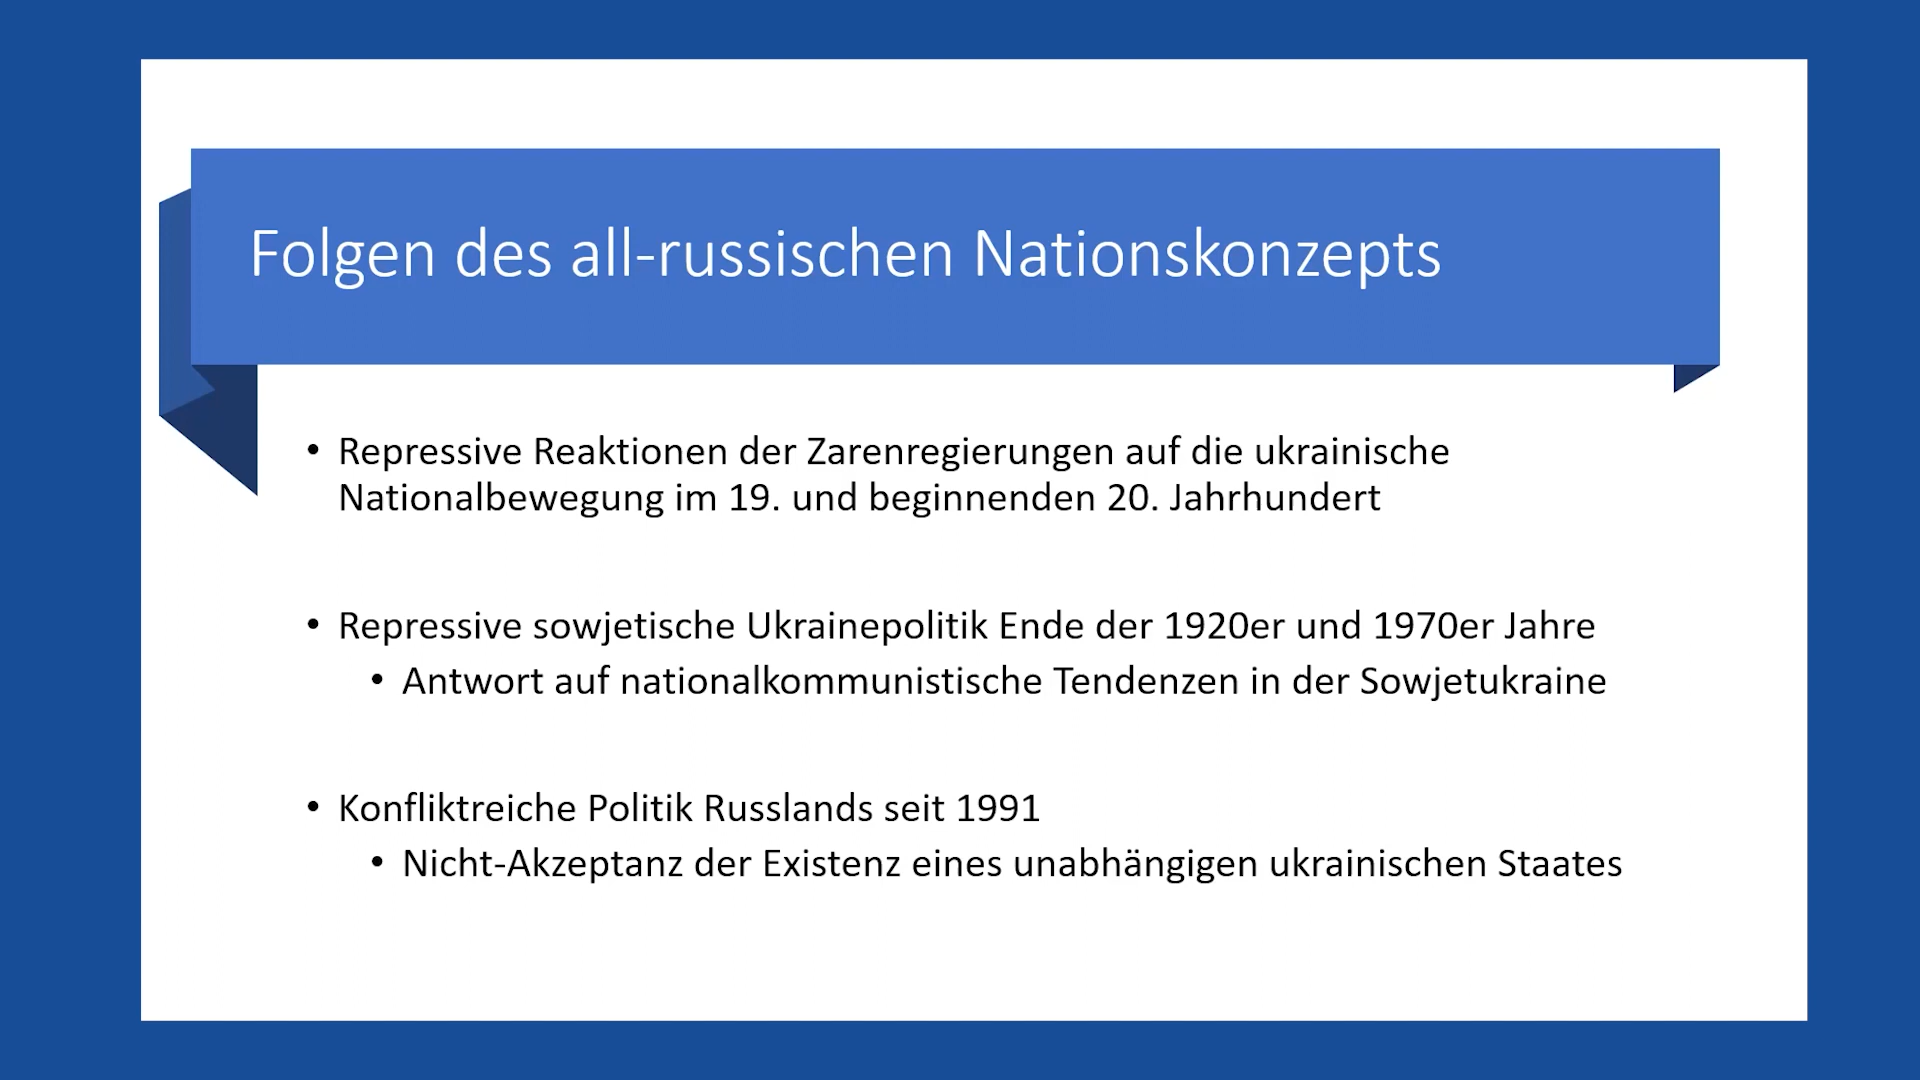 Folgen des all-russischen Nationskonzepts
• Repressive Reaktionen der Zarenregierungen auf die ukrainische
Nationalbewegung im 19. und beginnenden 20. Jahrhundert
• Repressive sowjetische Ukrainepolitik Ende der 1920er und 1970er Jahre
• Antwort auf nationalkommunistische Tendenzen in der Sowjetukraine
• Konfliktreiche Politik Russlands seit 1991
• Nicht-Akzeptanz der Existenz eines unabhängigen ukrainischen Staates